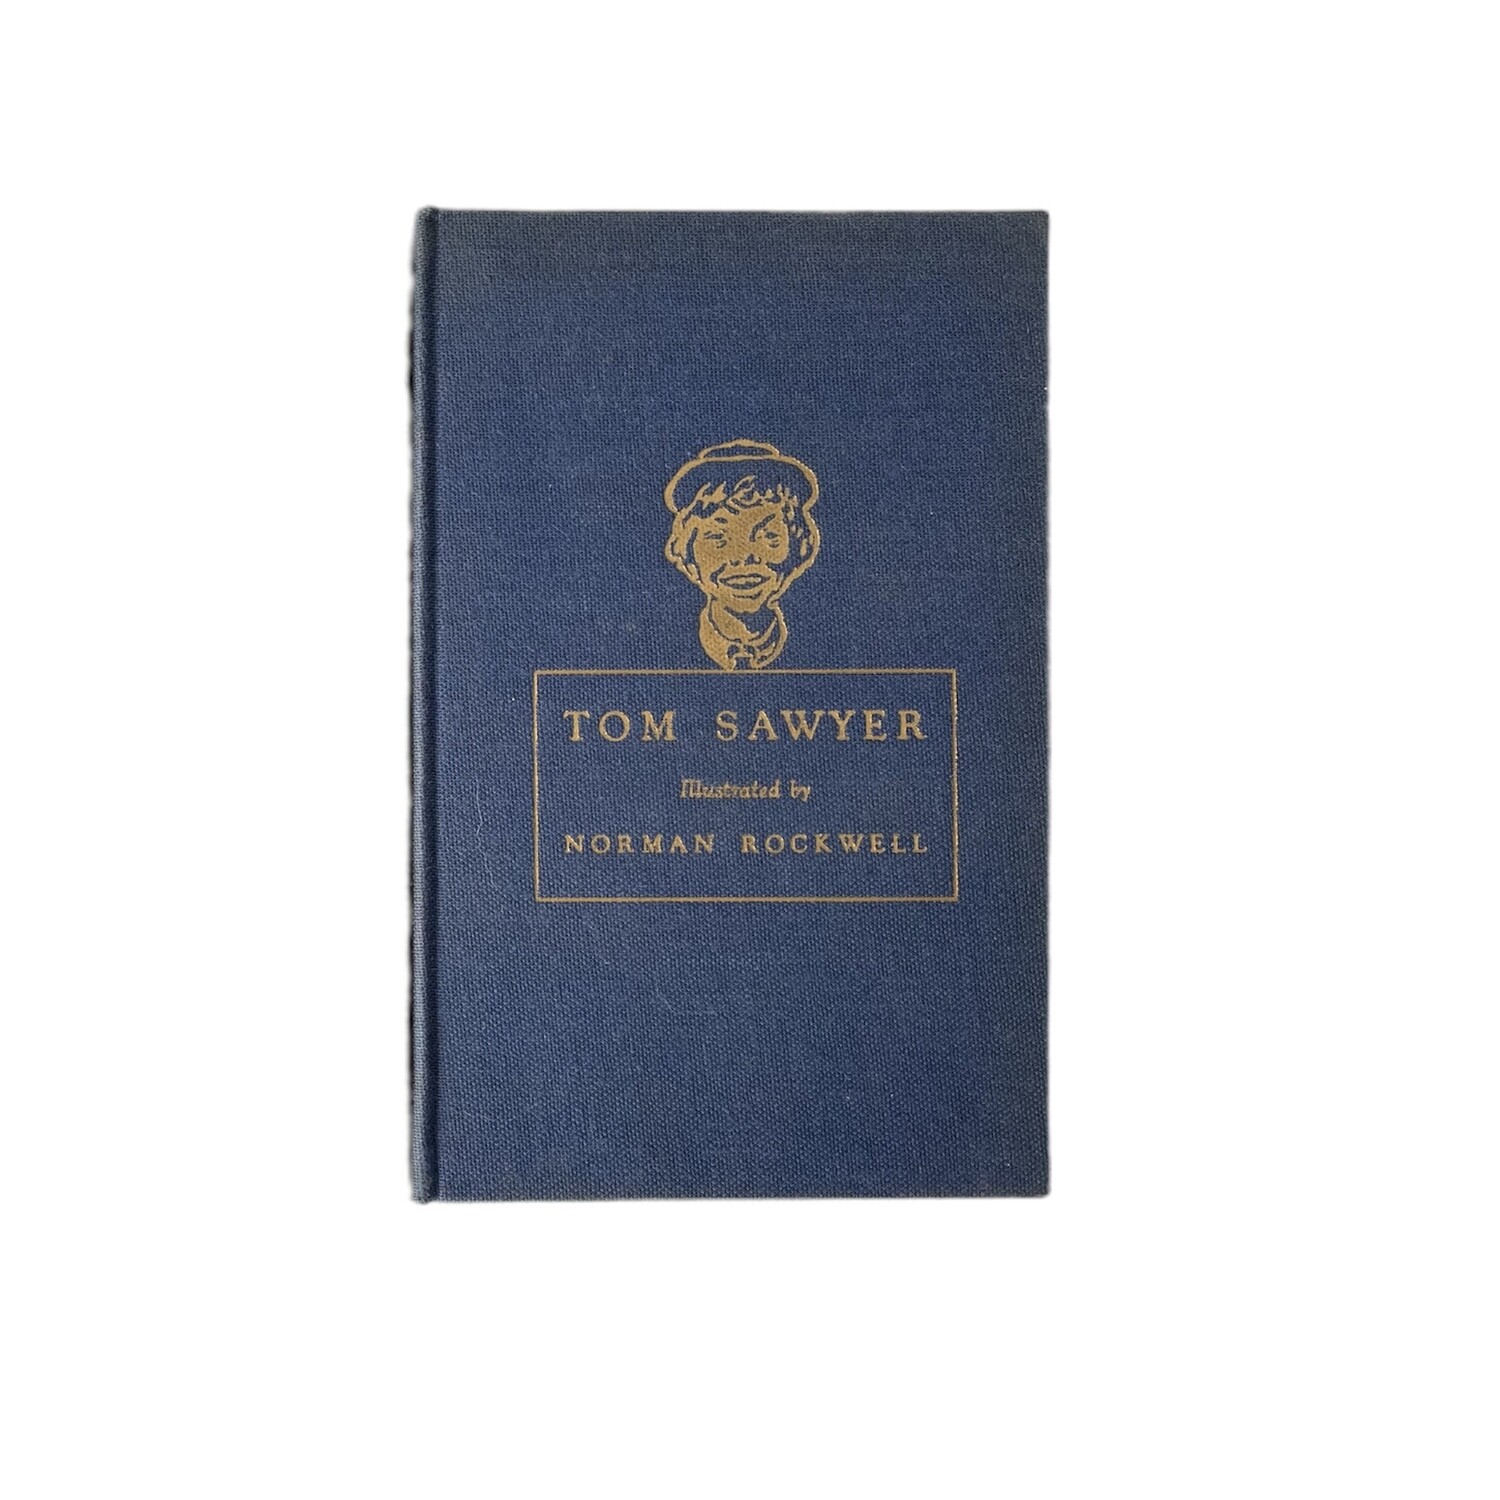 TOM SAWYER
Illustrated by
NORMAN ROCKWELL